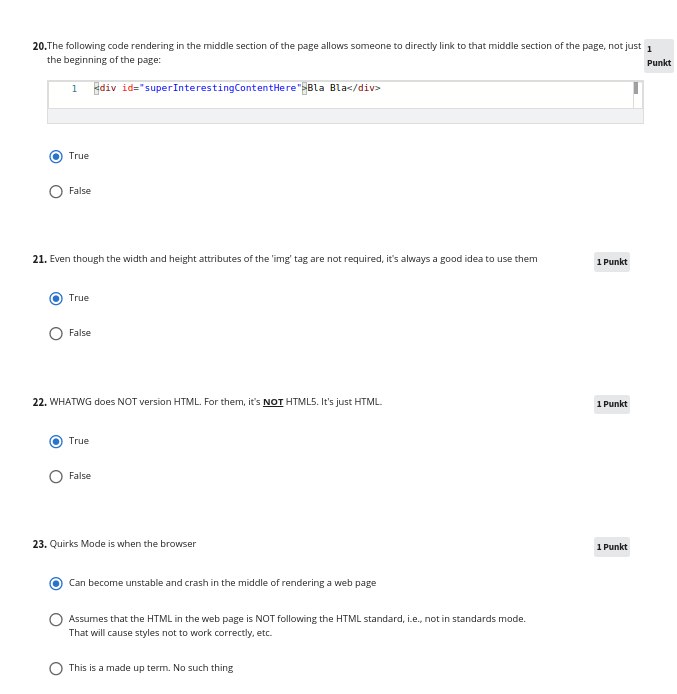 20. The following code rendering in the middle section of the page allows someone to directly link to that middle section of the page, not just
the beginning of the page:
1 Punkt
1 <div id="superInterestingContentHere">Bla Bla</div>
True
False
21. Even though the width and height attributes of the 'img' tag are not required, it's always a good idea to use them
1 Punkt
True
False
22. WHATWG does NOT version HTML. For them, it's NOT HTML5. It's just HTML.
1 Punkt
True
False
23. Quirks Mode is when the browser
1 Punkt
Can become unstable and crash in the middle of rendering a web page
Assumes that the HTML in the web page is NOT following the HTML standard, i.e., not in standards mode.
That will cause styles not to work correctly, etc.
This is a made up term. No such thing